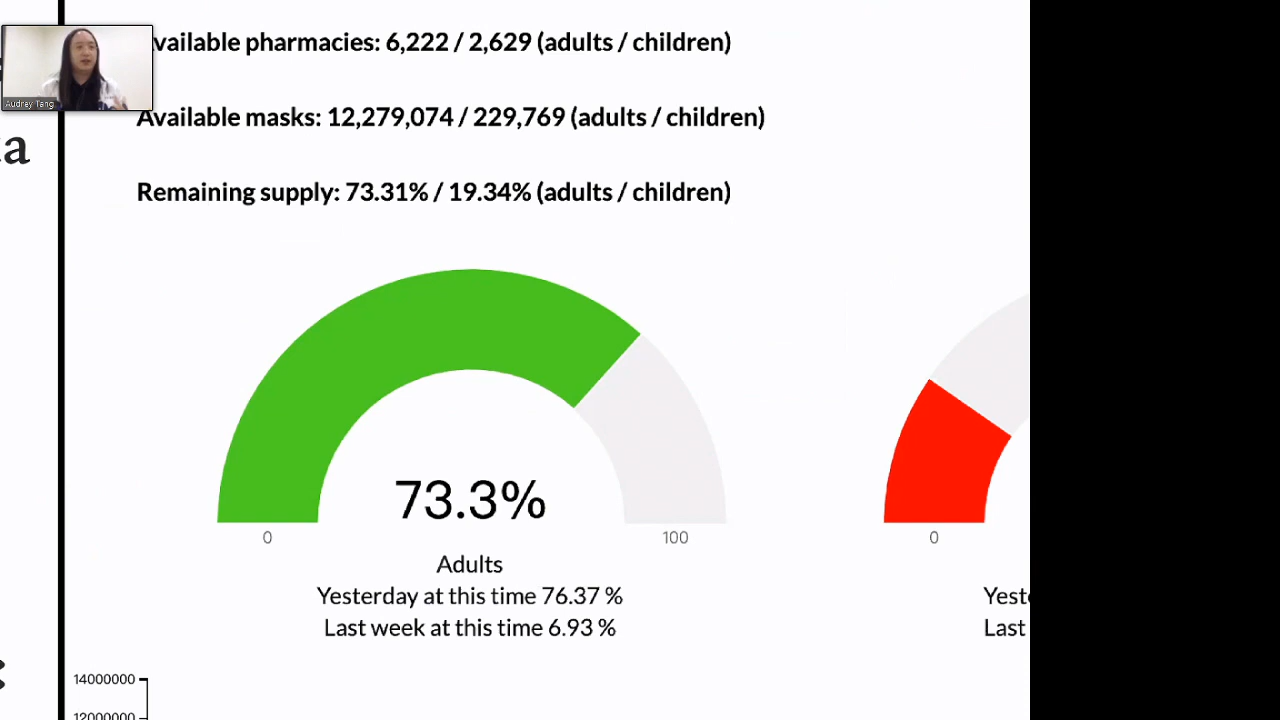 vailable pharmacies: 6,222 / 2,629 (adults / children)
Audrey Tang
Available masks: 12,279,074 / 229,769 (adults / children)
a
Remaining supply: 73.31% / 19.34% (adults / children)
73.3%
0
100
0
Adults
Yesterday at this time 76.37 %
Yest
Last week at this time 6.93 %
Last
14000000
12000000